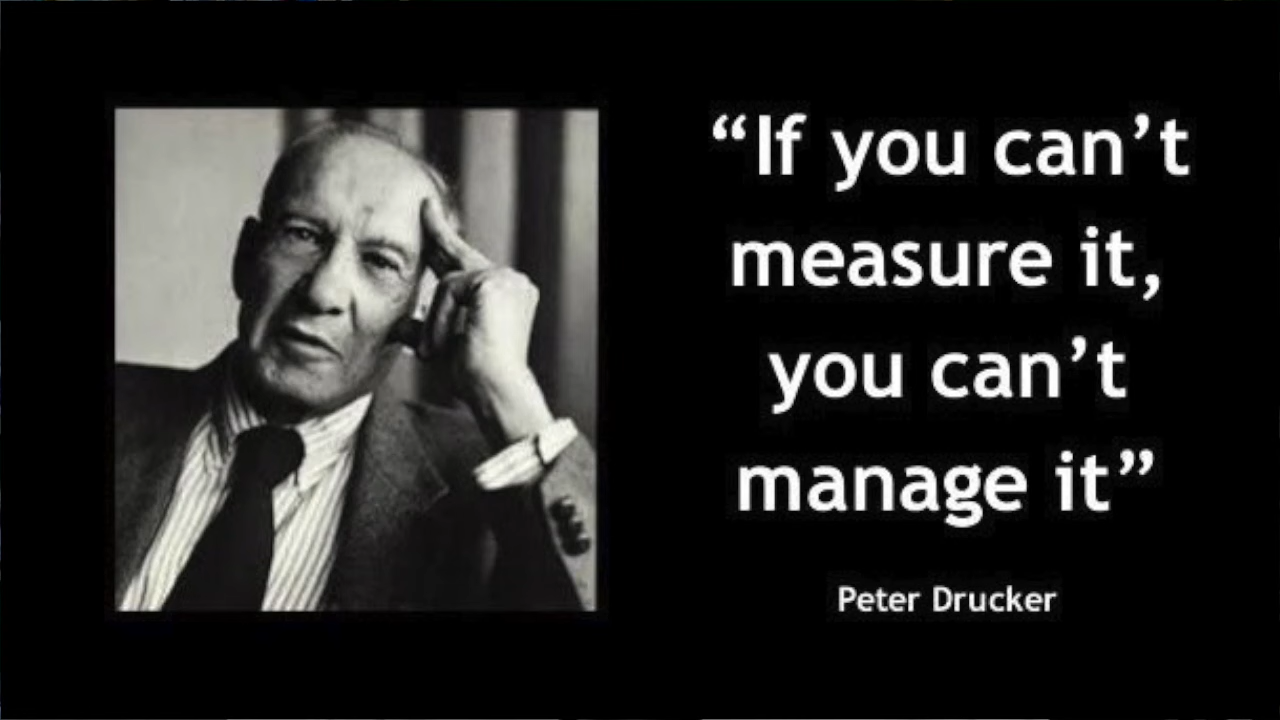 “If you can’t
measure it,
you can’t
manage it”
Peter Drucker